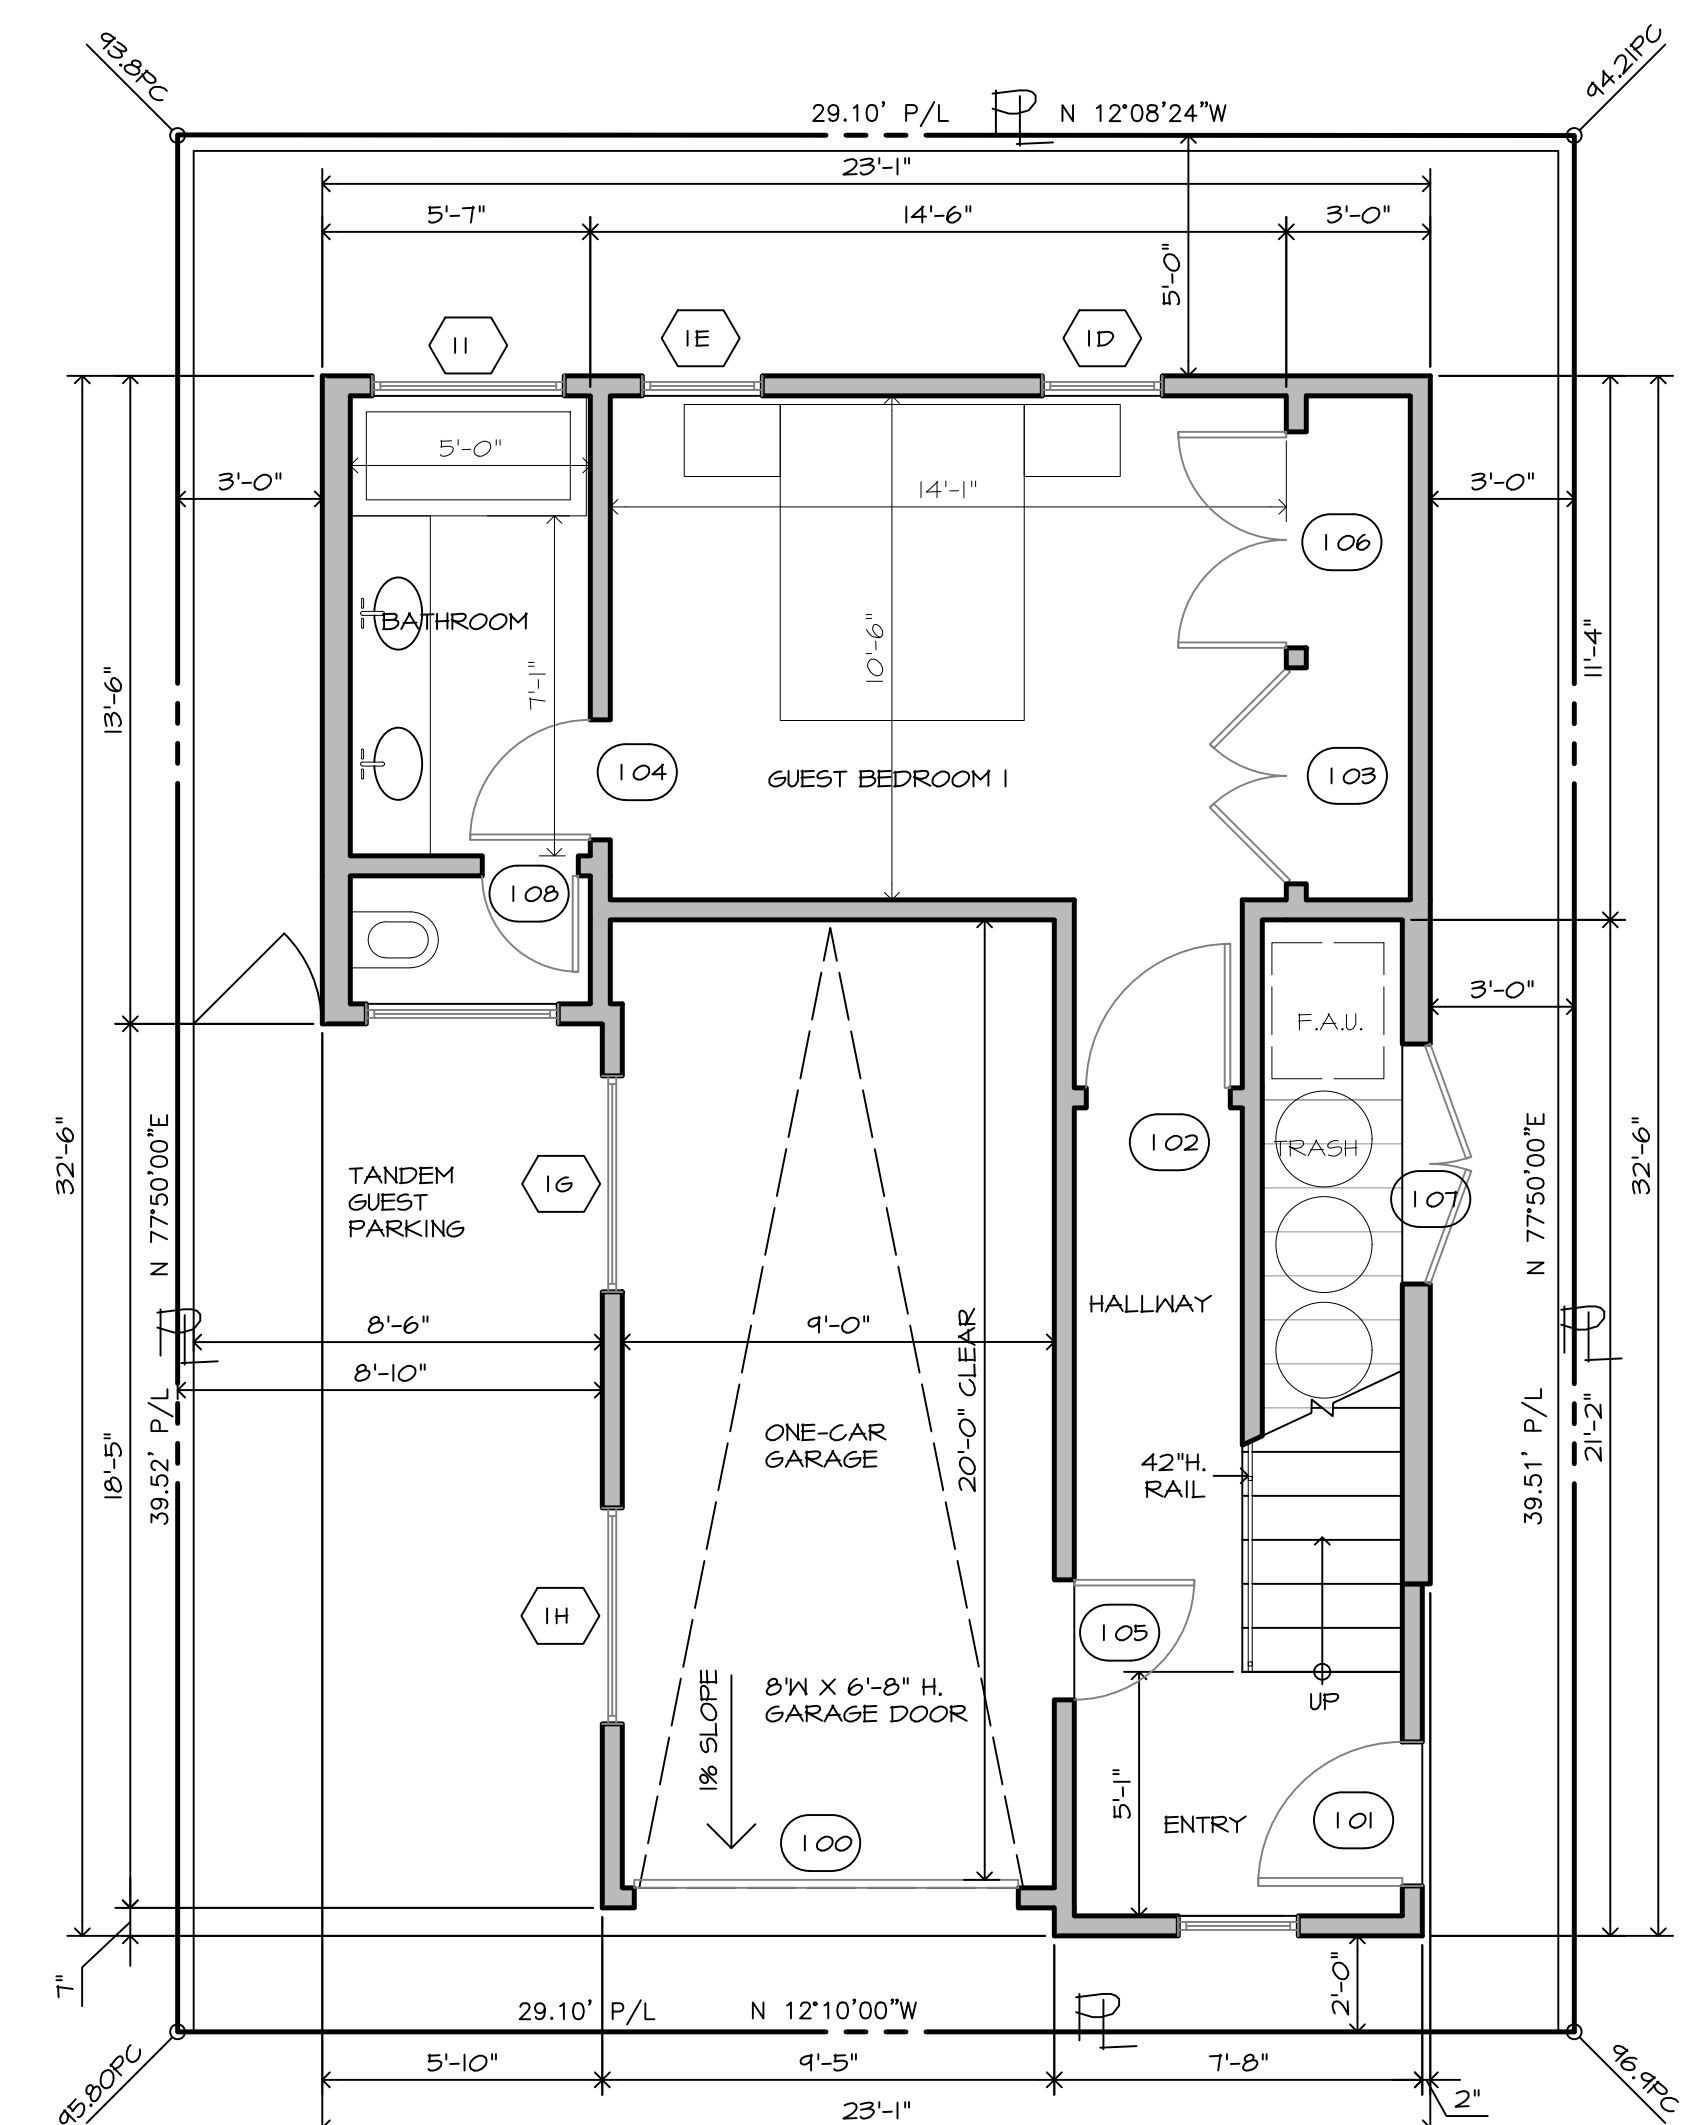 93.8PC
94.21PC
29.10' P/L
N 12°08'24"W
23'-1"
5'-7"
14'-6"
3'-0"
5'-0"
11
1E
1D
5'-0"
3'-0"
14'-1"
3'-0"
106
BATHROOM
10'-6"
11'-4"
7'-1"
13'-6"
104
GUEST BEDROOM 1
103
108
3'-0"
F.A.U.
32'-6"
N 77°50'00"E
TANDEM
GUEST
PARKING
1G
102
TRASH
107
N 77°50'00"E
32'-6"
HALLWAY
8'-6"
9'-0"
8'-10"
20'-0" CLEAR
ONE-CAR
GARAGE
18'-5"
39.52' P/L
42"H.
RAIL
39.51' P/L
21'-2"
1H
105
1% SLOPE
8'W X 6'-8" H.
GARAGE DOOR
UP
5'-1"
ENTRY
101
100
7"
2'-0"
29.10' P/L
N 12°10'00"W
95.80PC
5'-10"
9'-5"
7'-8"
2"
96.9PC
23'-1"